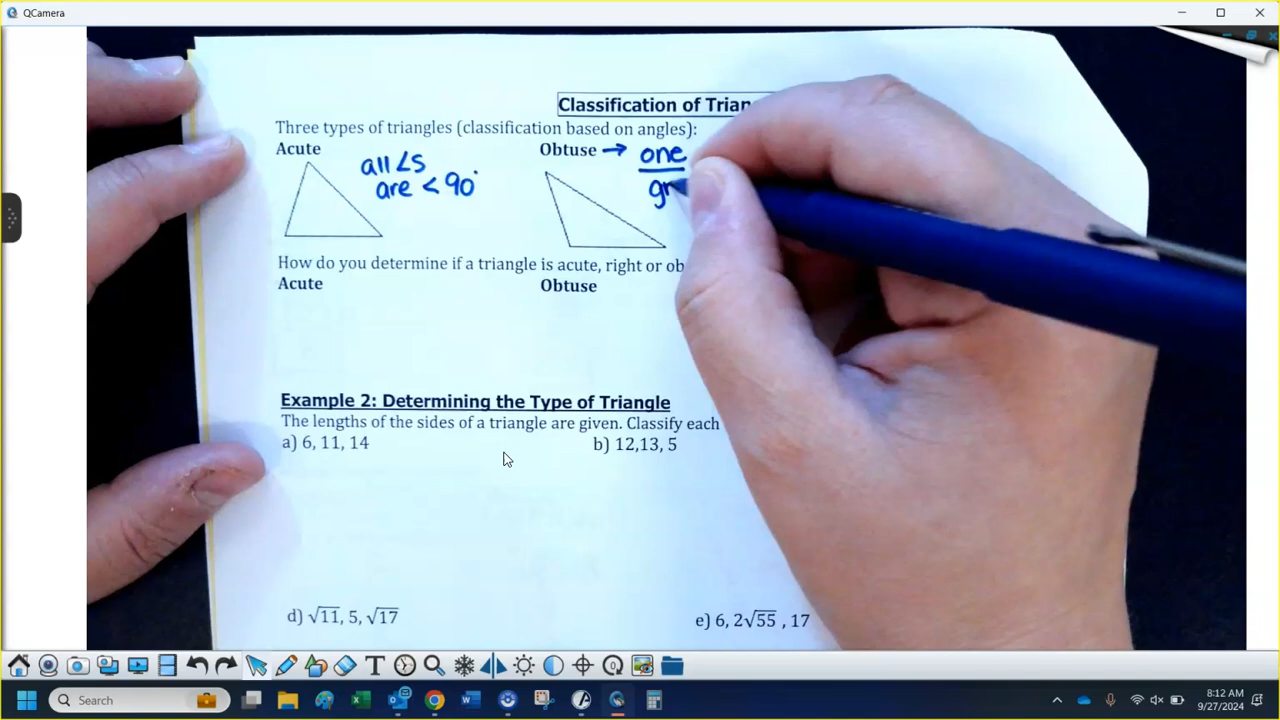 QCamera
Classification of Trian
Three types of triangles (classification based on angles):
Acute
Obtuse → one
all ∠s
are < 90°
gr
How do you determine if a triangle is acute, right or ob
Acute
Obtuse
Example 2: Determining the Type of Triangle
The lengths of the sides of a triangle are given. Classify each
a) 6, 11, 14
b) 12,13, 5
d) √11, 5, √17
e) 6, 2√55 , 17
Search
8:12 AM
9/27/2024